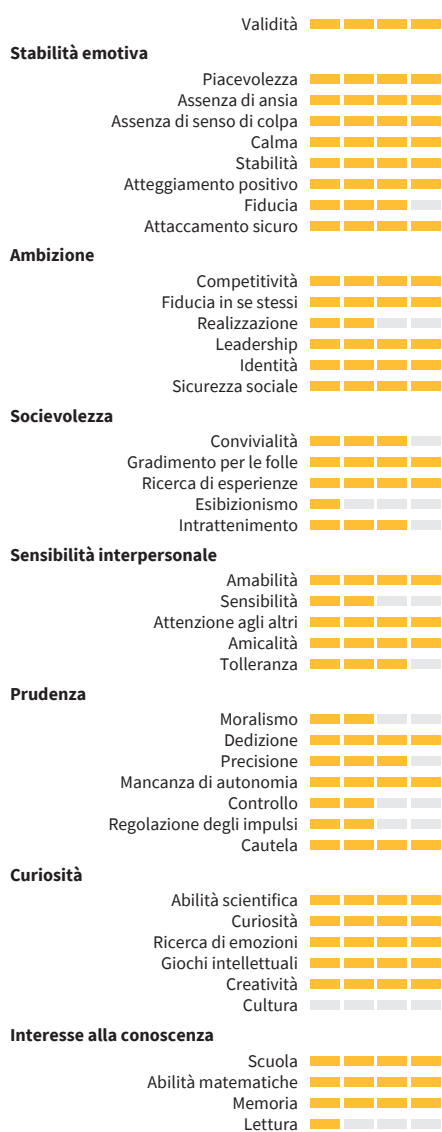 Validità
Stabilità emotiva
Piacevolezza
Assenza di ansia
Assenza di senso di colpa
Calma
Stabilità
Atteggiamento positivo
Fiducia
Attaccamento sicuro
Ambizione
Competitività
Fiducia in se stessi
Realizzazione
Leadership
Identità
Sicurezza sociale
Socievolezza
Convivialità
Gradimento per le folle
Ricerca di esperienze
Esibizionismo
Intrattenimento
Sensibilità interpersonale
Amabilità
Sensibilità
Attenzione agli altri
Amicalità
Tolleranza
Prudenza
Moralismo
Dedizione
Precisione
Mancanza di autonomia
Controllo
Regolazione degli impulsi
Cautela
Curiosità
Abilità scientifica
Curiosità
Ricerca di emozioni
Giochi intellettuali
Creatività
Cultura
Interesse alla conoscenza
Scuola
Abilità matematiche
Memoria
Lettura